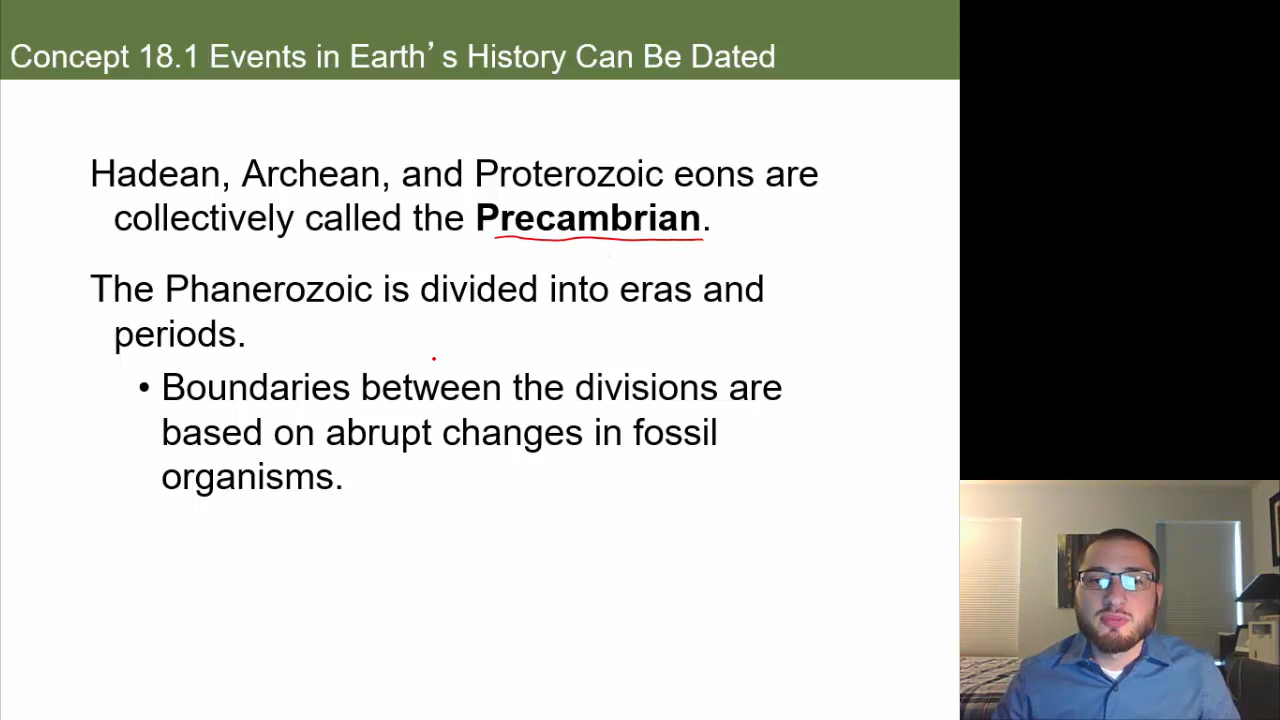 Concept 18.1 Events in Earth’s History Can Be Dated
Hadean, Archean, and Proterozoic eons are
collectively called the Precambrian.
The Phanerozoic is divided into eras and
periods.
• Boundaries between the divisions are
based on abrupt changes in fossil
organisms.